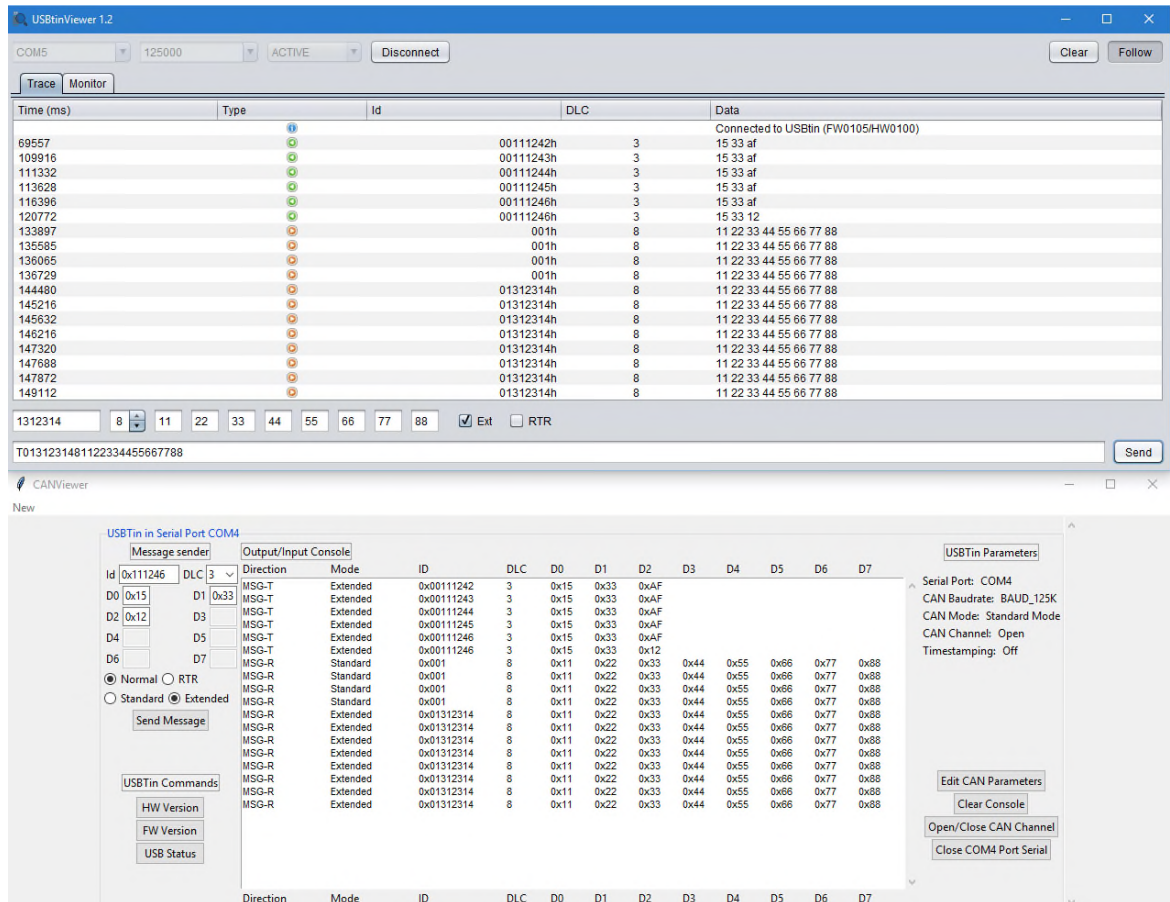 USBtinViewer 1.2
COM5 125000 ACTIVE Disconnect Clear Follow
Trace Monitor
Time (ms) Type Id DLC Data
Connected to USBtin (FW0105/HW0100)
69557 00111242h 3 15 33 af
109916 00111243h 3 15 33 af
111332 00111244h 3 15 33 af
113628 00111245h 3 15 33 af
116396 00111246h 3 15 33 af
120772 00111246h 3 15 33 12
133897 001h 8 11 22 33 44 55 66 77 88
135585 001h 8 11 22 33 44 55 66 77 88
136065 001h 8 11 22 33 44 55 66 77 88
136729 001h 8 11 22 33 44 55 66 77 88
144480 01312314h 8 11 22 33 44 55 66 77 88
145216 01312314h 8 11 22 33 44 55 66 77 88
145632 01312314h 8 11 22 33 44 55 66 77 88
146216 01312314h 8 11 22 33 44 55 66 77 88
147320 01312314h 8 11 22 33 44 55 66 77 88
147688 01312314h 8 11 22 33 44 55 66 77 88
147872 01312314h 8 11 22 33 44 55 66 77 88
149112 01312314h 8 11 22 33 44 55 66 77 88
1312314 8 11 22 33 44 55 66 77 88 Ext RTR
T0131231481122334455667788 Send
CANViewer
New
USBTin in Serial Port COM4
Message sender
Id 0x111246 DLC 3
D0 0x15 D1 0x33
D2 0x12 D3
D4 D5
D6 D7
Normal RTR
Standard Extended
Send Message
USBTin Commands
HW Version
FW Version
USB Status
Output/Input Console
Direction Mode ID DLC D0 D1 D2 D3 D4 D5 D6 D7
MSG-T Extended 0x00111242 3 0x15 0x33 0xAF
MSG-T Extended 0x00111243 3 0x15 0x33 0xAF
MSG-T Extended 0x00111244 3 0x15 0x33 0xAF
MSG-T Extended 0x00111245 3 0x15 0x33 0xAF
MSG-T Extended 0x00111246 3 0x15 0x33 0xAF
MSG-T Extended 0x00111246 3 0x15 0x33 0x12
MSG-R Standard 0x001 8 0x11 0x22 0x33 0x44 0x55 0x66 0x77 0x88
MSG-R Standard 0x001 8 0x11 0x22 0x33 0x44 0x55 0x66 0x77 0x88
MSG-R Standard 0x001 8 0x11 0x22 0x33 0x44 0x55 0x66 0x77 0x88
MSG-R Standard 0x001 8 0x11 0x22 0x33 0x44 0x55 0x66 0x77 0x88
MSG-R Extended 0x01312314 8 0x11 0x22 0x33 0x44 0x55 0x66 0x77 0x88
MSG-R Extended 0x01312314 8 0x11 0x22 0x33 0x44 0x55 0x66 0x77 0x88
MSG-R Extended 0x01312314 8 0x11 0x22 0x33 0x44 0x55 0x66 0x77 0x88
MSG-R Extended 0x01312314 8 0x11 0x22 0x33 0x44 0x55 0x66 0x77 0x88
MSG-R Extended 0x01312314 8 0x11 0x22 0x33 0x44 0x55 0x66 0x77 0x88
MSG-R Extended 0x01312314 8 0x11 0x22 0x33 0x44 0x55 0x66 0x77 0x88
MSG-R Extended 0x01312314 8 0x11 0x22 0x33 0x44 0x55 0x66 0x77 0x88
MSG-R Extended 0x01312314 8 0x11 0x22 0x33 0x44 0x55 0x66 0x77 0x88
Direction Mode ID DLC D0 D1 D2 D3 D4 D5 D6 D7
USBTin Parameters
Serial Port: COM4
CAN Baudrate: BAUD_125K
CAN Mode: Standard Mode
CAN Channel: Open
Timestamping: Off
Edit CAN Parameters
Clear Console
Open/Close CAN Channel
Close COM4 Port Serial